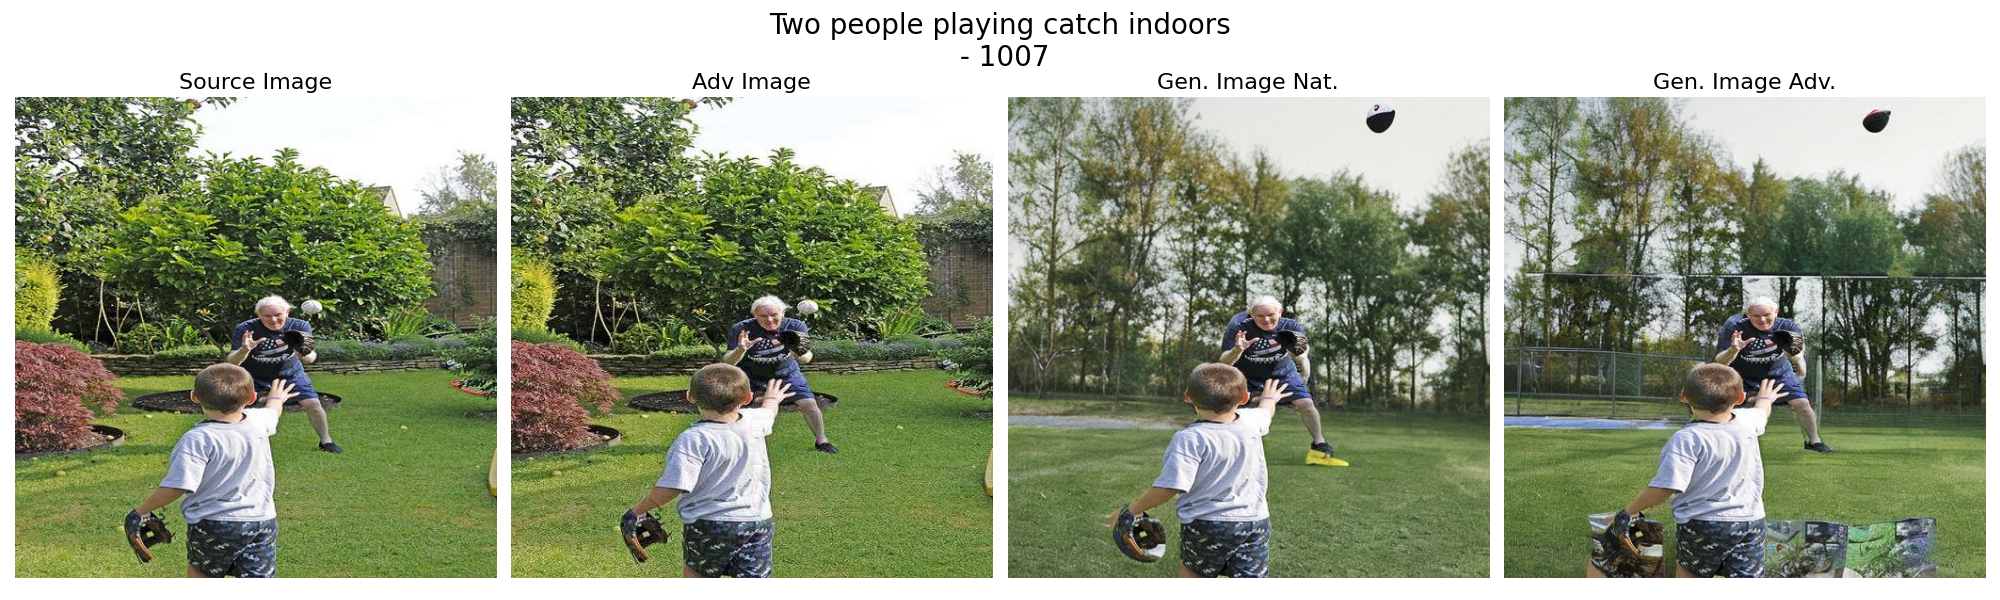 Two people playing catch indoors
- 1007
Source Image
Adv Image
Gen. Image Nat.
Gen. Image Adv.